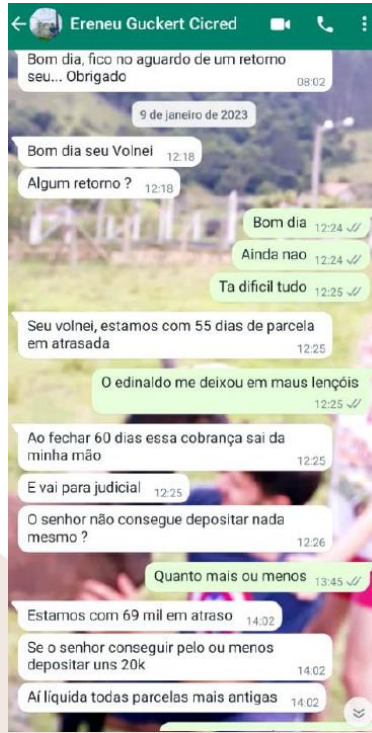 Ereneu Guckert Cicred
Bom dia, fico no aguardo de um retorno
seu... Obrigado
08:02
9 de janeiro de 2023
Bom dia seu Volnei 12:18
Algum retorno ? 12:18
Bom dia 12:24
Ainda nao 12:24
Ta dificil tudo 12:25
Seu volnei, estamos com 55 dias de parcela
em atrasada
12:25
O edinaldo me deixou em maus lençóis
12:25
Ao fechar 60 dias essa cobrança sai da
minha mão
12:25
E vai para judicial 12:25
O senhor não consegue depositar nada
mesmo ?
12:26
Quanto mais ou menos 13:45
Estamos com 69 mil em atraso 14:02
Se o senhor conseguir pelo ou menos
depositar uns 20k
14:02
Aí líquida todas parcelas mais antigas 14:02